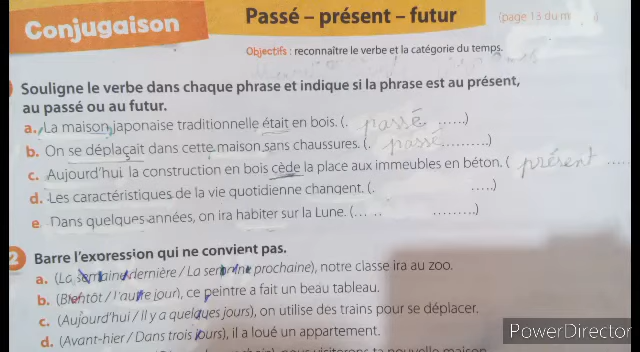 Conjugaison
Passé – présent – futur
(page 13 du m
Objectifs : reconnaître le verbe et la catégorie du temps.
Souligne le verbe dans chaque phrase et indique si la phrase est au présent,
au passé ou au futur.
a. La maison japonaise traditionnelle était en bois. (. passé .....)
b. On se déplaçait dans cette maison sans chaussures. (. passé .........)
c. Aujourd'hui la construction en bois cède la place aux immeubles en béton. ( présent .....
d. Les caractéristiques de la vie quotidienne changent. (. ....)
e Dans quelques années, on ira habiter sur la Lune. (... .. .........)
2 Barre l'expression qui ne convient pas.
a. (La semaine dernière / La semaine prochaine), notre classe ira au zoo.
b. (Bientôt / l'autre jour), ce peintre a fait un beau tableau.
c. (Aujourd'hui / Il y a quelques jours), on utilise des trains pour se déplacer.
d. (Avant-hier / Dans trois jours), il a loué un appartement.
nous visiterons ta nouvelle maison
PowerDirector